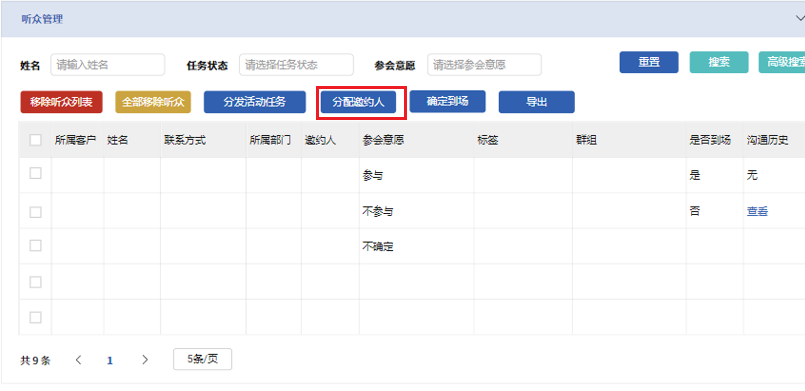 听众管理
姓名 请输入姓名 任务状态 请选择任务状态 参会意愿 请选择参会意愿 重置 搜索 高级搜索
移除听众列表 全部移除听众 分发活动任务 分配邀约人 确定到场 导出
所属客户 姓名 联系方式 所属部门 邀约人 参会意愿 标签 群组 是否到场 沟通历史
参与 是 无
不参与 否 查看
不确定
共 9 条 1 5条/页